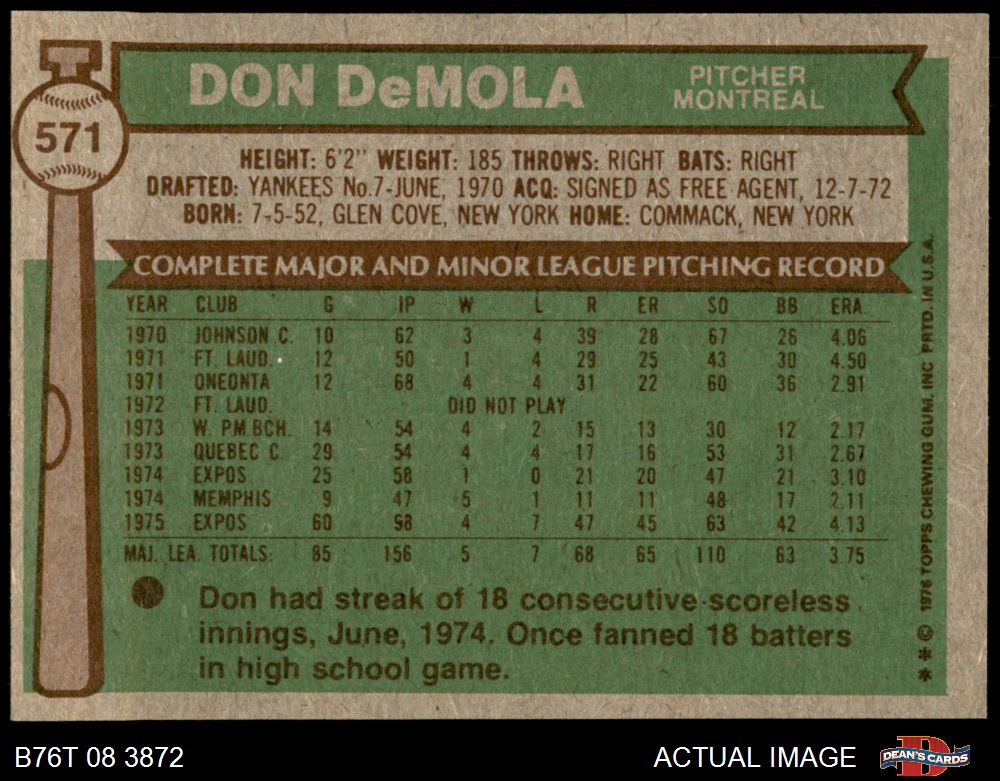 571
DON DeMOLA
PITCHER
MONTREAL
HEIGHT: 6'2" WEIGHT: 185 THROWS: RIGHT BATS: RIGHT
DRAFTED: YANKEES No.7-JUNE, 1970 ACQ: SIGNED AS FREE AGENT, 12-7-72
BORN: 7-5-52, GLEN COVE, NEW YORK HOME: COMMACK, NEW YORK
COMPLETE MAJOR AND MINOR LEAGUE PITCHING RECORD
YEAR CLUB G IP W L R ER SO BB ERA
1970 JOHNSON C. 10 62 3 4 39 28 67 26 4.06
1971 FT. LAUD. 12 50 1 4 29 25 43 30 4.50
1971 ONEONTA 12 68 4 4 31 22 60 36 2.91
1972 FT. LAUD. DID NOT PLAY
1973 W. PM.BCH. 14 54 4 2 15 13 30 12 2.17
1973 QUEBEC C. 29 54 4 4 17 16 53 31 2.67
1974 EXPOS 25 58 1 0 21 20 47 21 3.10
1974 MEMPHIS 9 47 5 1 11 11 48 17 2.11
1975 EXPOS 60 98 4 7 47 45 63 42 4.13
MAJ. LEA. TOTALS: 85 156 5 7 68 65 110 63 3.75
Don had streak of 18 consecutive scoreless
innings, June, 1974. Once fanned 18 batters
in high school game.
* * © 1976 TOPPS CHEWING GUM, INC PRTD. IN U.S.A.
B76T 08 3872
ACTUAL IMAGE
DEAN'S CARDS